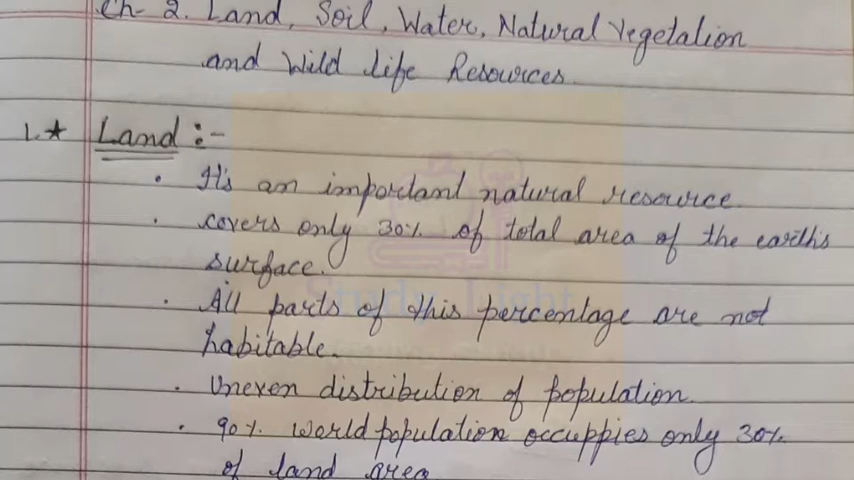 Ch- 2. Land, Soil, Water, Natural Vegetation
and Wild life Resources.
1.★ Land :-
• It's an important natural resource.
• covers only 30% of total area of the earth's
surface.
• All parts of this percentage are not
habitable.
• Uneven distribution of population.
• 90% world population occuppies only 30%
of land area
Study Light